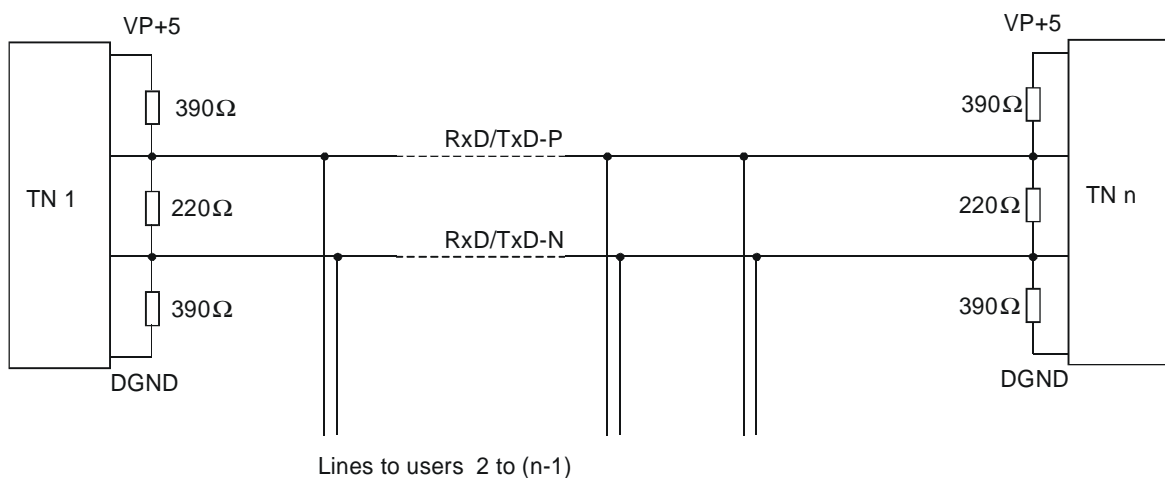 VP+5
VP+5
390Ω
390Ω
RxD/TxD-P
TN 1
220Ω
220Ω
TN n
RxD/TxD-N
390Ω
390Ω
DGND
DGND
Lines to users 2 to (n-1)